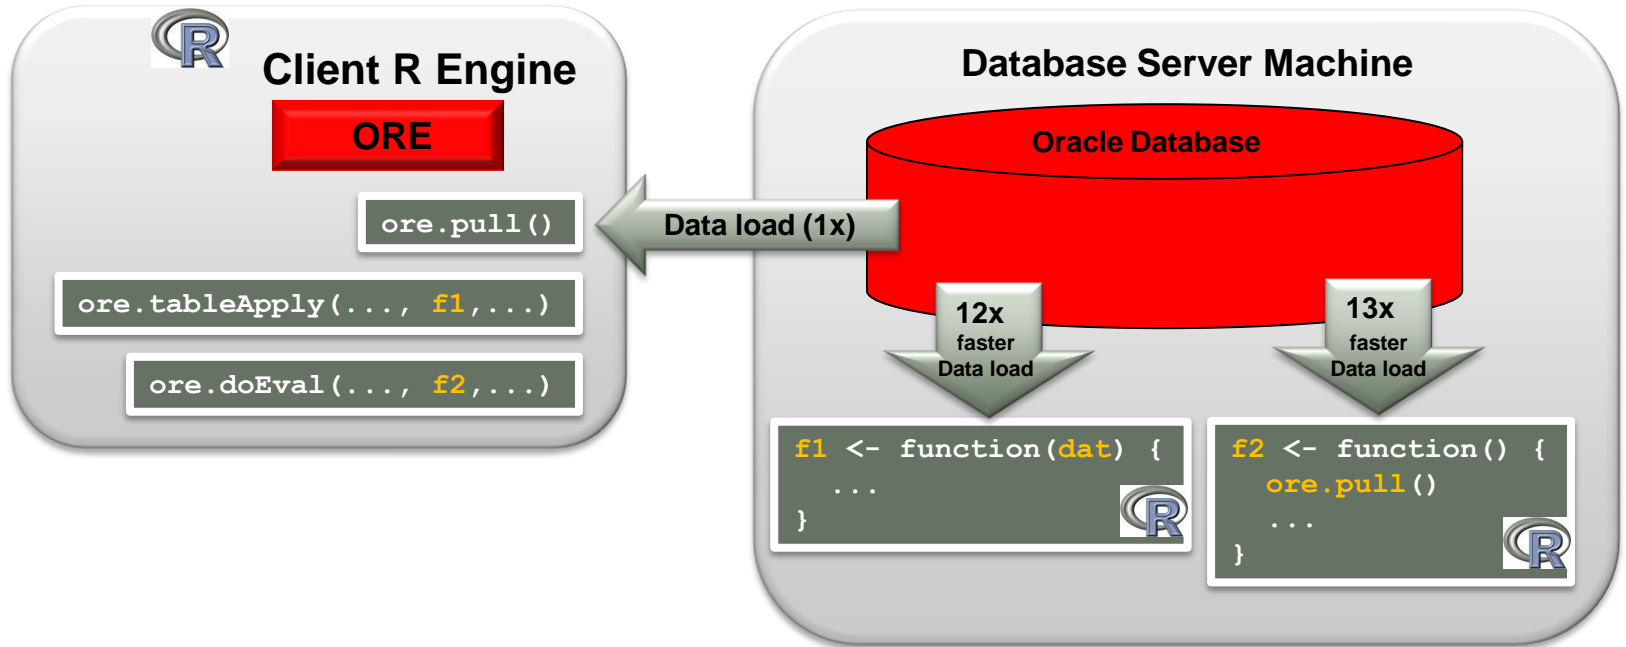 R
Client R Engine
ORE
ore.pull()
ore.tableApply(..., f1,...)
ore.doEval(..., f2,...)
Data load (1x)
Database Server Machine
Oracle Database
12x
faster
Data load
13x
faster
Data load
f1 <- function(dat) {
...
}
R
f2 <- function() {
ore.pull()
...
}
R